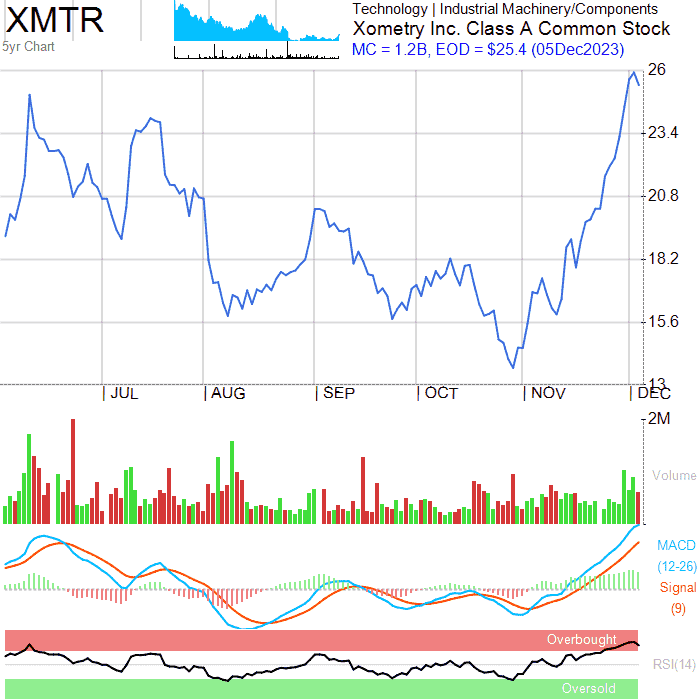 XMTR
5yr Chart
Technology | Industrial Machinery/Components
Xometry Inc. Class A Common Stock
MC = 1.2B, EOD = $25.4 (05Dec2023)
26
23.4
20.8
18.2
15.6
13
| JUL | AUG | SEP | OCT | NOV | DEC
2M
Volume
MACD
(12-26)
Signal
(9)
Overbought
RSI(14)
Oversold